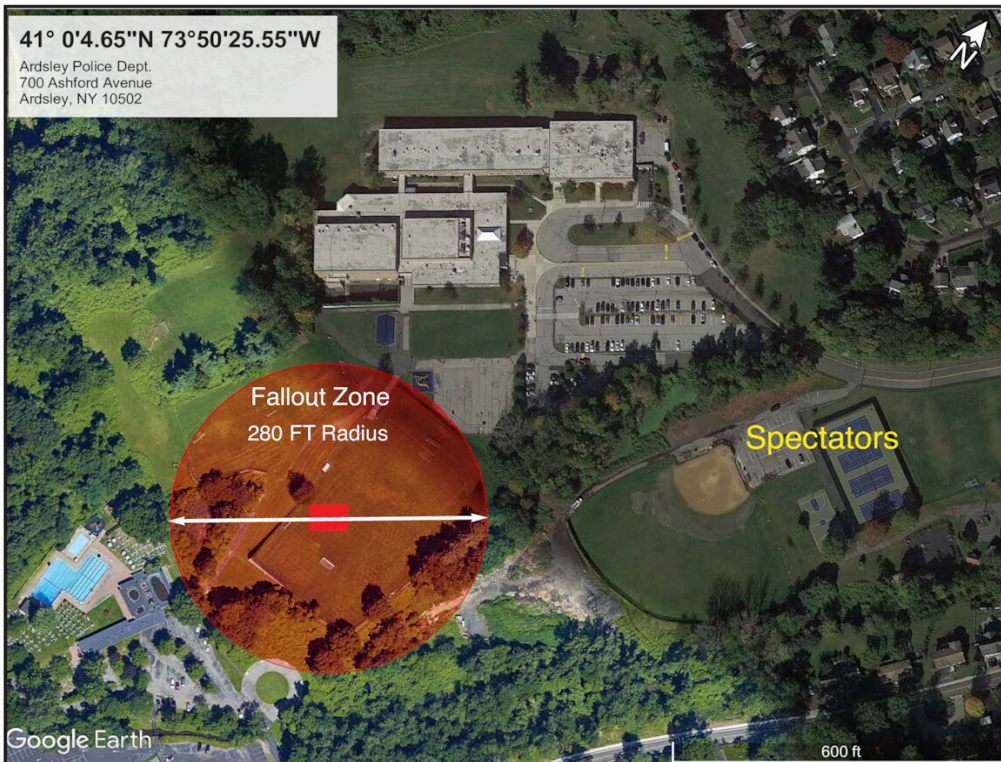 41° 0'4.65"N 73°50'25.55"W
Ardsley Police Dept.
700 Ashford Avenue
Ardsley, NY 10502
N
Fallout Zone
280 FT Radius
Spectators
Google Earth
600 ft